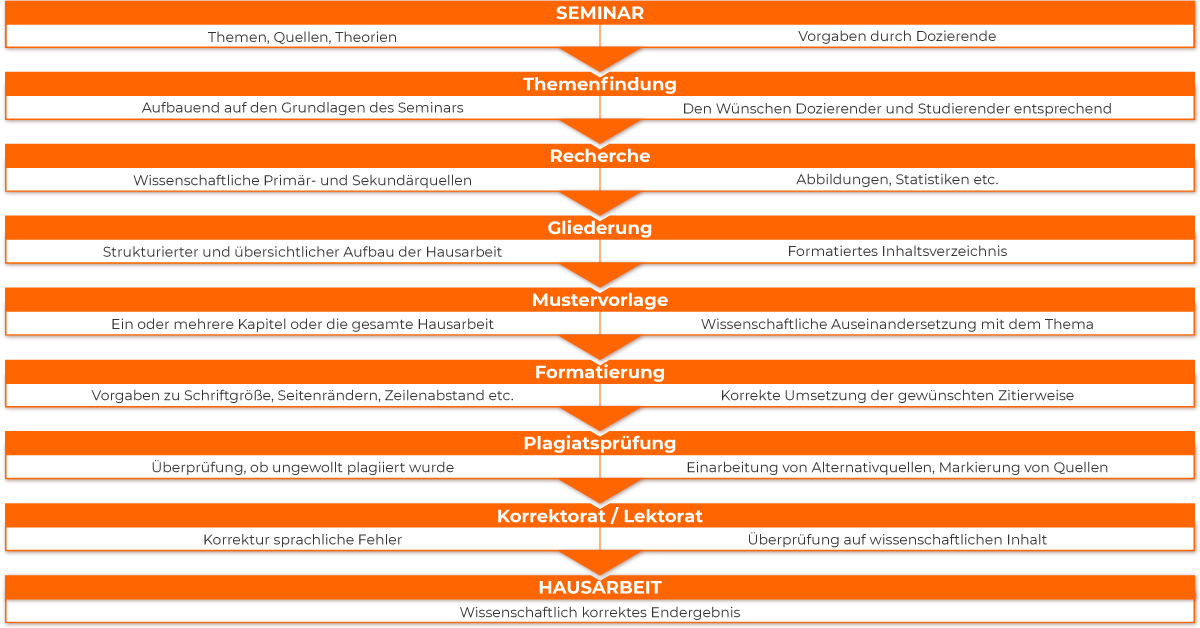 SEMINAR
Themen, Quellen, Theorien
Vorgaben durch Dozierende
Themenfindung
Aufbauend auf den Grundlagen des Seminars
Den Wünschen Dozierender und Studierender entsprechend
Recherche
Wissenschaftliche Primär- und Sekundärquellen
Abbildungen, Statistiken etc.
Gliederung
Strukturierter und übersichtlicher Aufbau der Hausarbeit
Formatiertes Inhaltsverzeichnis
Mustervorlage
Ein oder mehrere Kapitel oder die gesamte Hausarbeit
Wissenschaftliche Auseinandersetzung mit dem Thema
Formatierung
Vorgaben zu Schriftgröße, Seitenrändern, Zeilenabstand etc.
Korrekte Umsetzung der gewünschten Zitierweise
Plagiatsprüfung
Überprüfung, ob ungewollt plagiiert wurde
Einarbeitung von Alternativquellen, Markierung von Quellen
Korrektorat / Lektorat
Korrektur sprachliche Fehler
Überprüfung auf wissenschaftlichen Inhalt
HAUSARBEIT
Wissenschaftlich korrektes Endergebnis